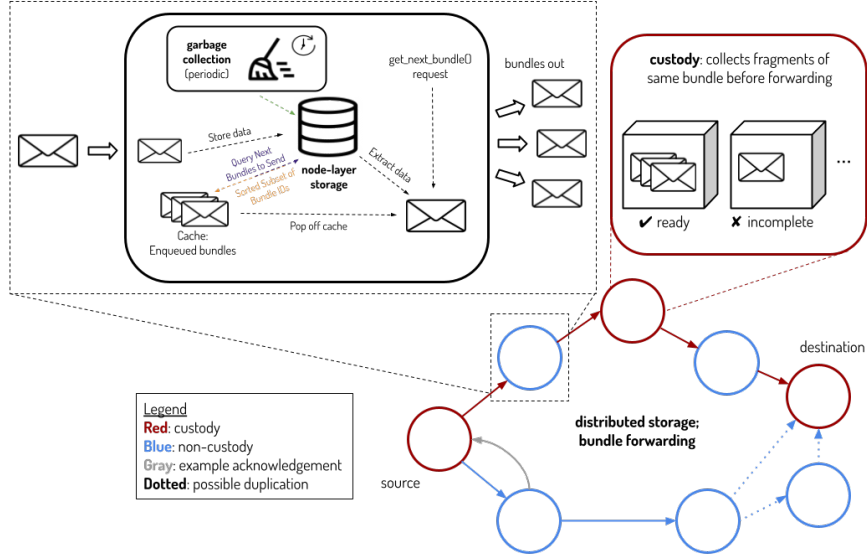 garbage
collection
(periodic)
get_next_bundle()
request
bundles out
custody: collects fragments of
same bundle before forwarding
Store data
Query Next
Bundles to Send
Sorted Subset of
Bundle IDs
node-layer
storage
Extract data
Pop off cache
Cache:
Enqueued bundles
...
✔ ready
✘ incomplete
destination
distributed storage;
bundle forwarding
source
Legend
Red: custody
Blue: non-custody
Gray: example acknowledgement
Dotted: possible duplication